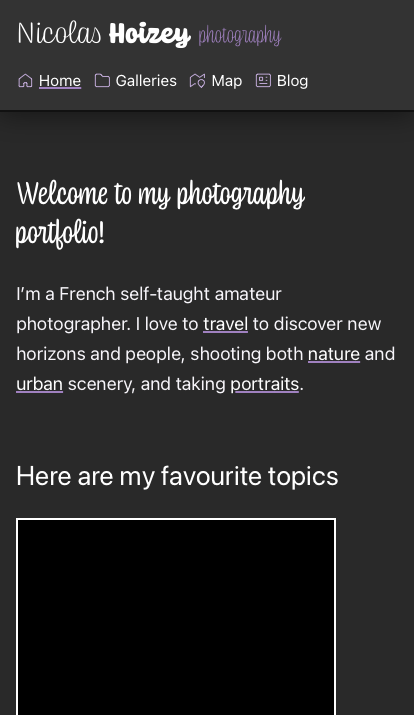 Nicolas Hoizey photography
Home Galleries Map Blog
Welcome to my photography
portfolio!
I’m a French self-taught amateur
photographer. I love to travel to discover new
horizons and people, shooting both nature and
urban scenery, and taking portraits.
Here are my favourite topics